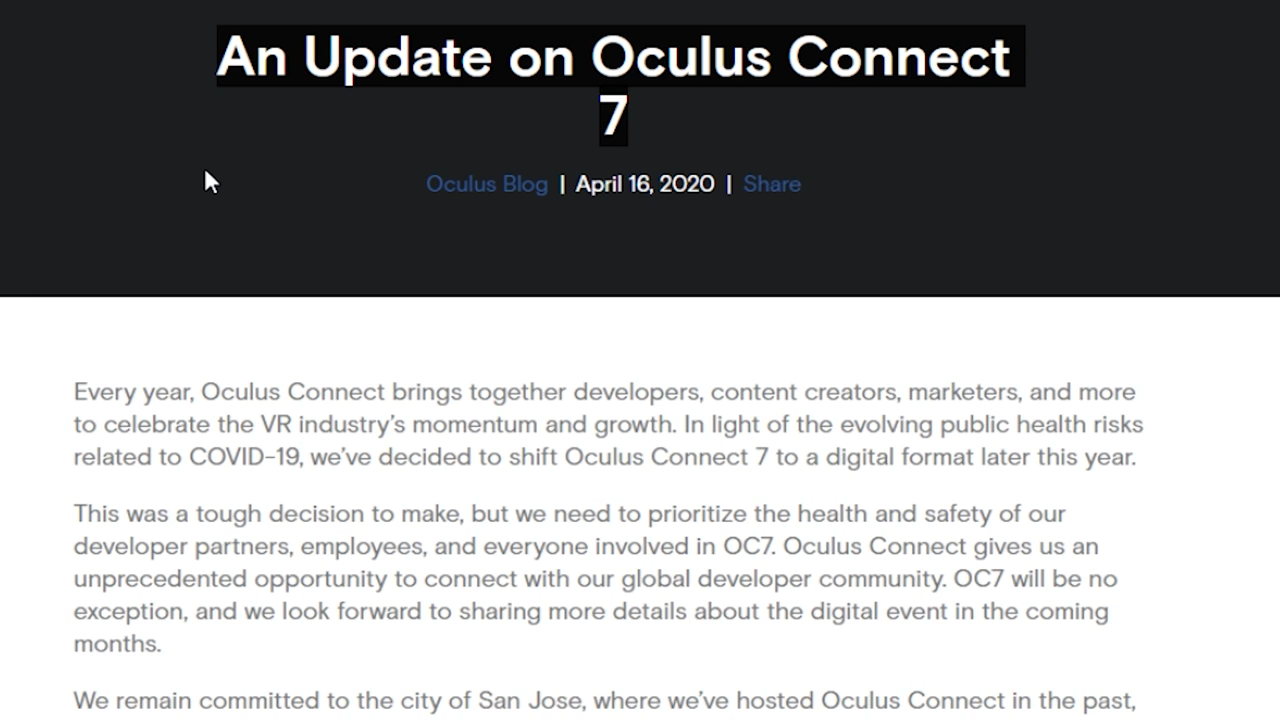 An Update on Oculus Connect
7
Oculus Blog | April 16, 2020 | Share
Every year, Oculus Connect brings together developers, content creators, marketers, and more
to celebrate the VR industry’s momentum and growth. In light of the evolving public health risks
related to COVID-19, we’ve decided to shift Oculus Connect 7 to a digital format later this year.
This was a tough decision to make, but we need to prioritize the health and safety of our
developer partners, employees, and everyone involved in OC7. Oculus Connect gives us an
unprecedented opportunity to connect with our global developer community. OC7 will be no
exception, and we look forward to sharing more details about the digital event in the coming
months.
We remain committed to the city of San Jose, where we’ve hosted Oculus Connect in the past,